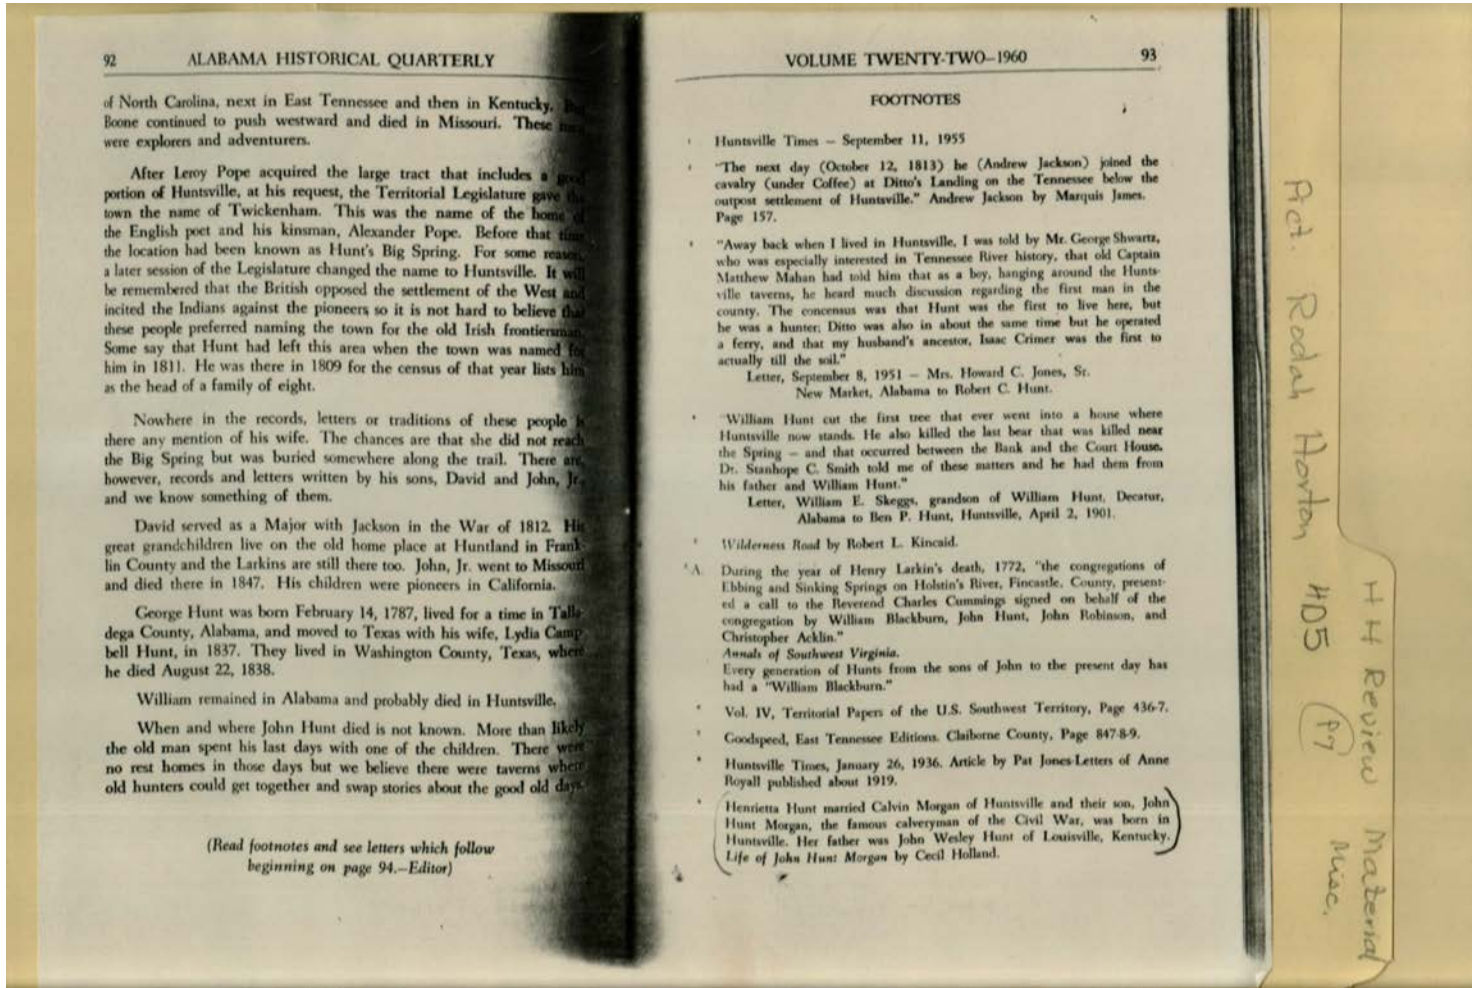 92 ALABAMA HISTORICAL QUARTERLY
of North Carolina, next in East Tennessee and then in Kentucky.
Boone continued to push westward and died in Missouri. These
were explorers and adventurers.
After Leroy Pope acquired the large tract that includes a good
portion of Huntsville, at his request, the Territorial Legislature gave the
town the name of Twickenham. This was the name of the home of
the English poet and his kinsman, Alexander Pope. Before that time
the location had been known as Hunt's Big Spring. For some reason,
a later session of the Legislature changed the name to Huntsville. It will
be remembered that the British opposed the settlement of the West and
incited the Indians against the pioneers so it is not hard to believe that
these people preferred naming the town for the old Irish frontiersman.
Some say that Hunt had left this area when the town was named for
him in 1811. He was there in 1809 for the census of that year lists him
as the head of a family of eight.
Nowhere in the records, letters or traditions of these people is
there any mention of his wife. The chances are that she did not reach
the Big Spring but was buried somewhere along the trail. There are,
however, records and letters written by his sons, David and John, Jr.
and we know something of them.
David served as a Major with Jackson in the War of 1812. His
great grandchildren live on the old home place at Huntland in Frank-
lin County and the Larkins are still there too. John, Jr. went to Missouri
and died there in 1847. His children were pioneers in California.
George Hunt was born February 14, 1787, lived for a time in Talla-
dega County, Alabama, and moved to Texas with his wife, Lydia Camp-
bell Hunt, in 1837. They lived in Washington County, Texas, where
he died August 22, 1838.
William remained in Alabama and probably died in Huntsville.
When and where John Hunt died is not known. More than likely
the old man spent his last days with one of the children. There were
no rest homes in those days but we believe there were taverns where
old hunters could get together and swap stories about the good old days.
(Read footnotes and see letters which follow
beginning on page 94.—Editor)
VOLUME TWENTY-TWO—1960 93
FOOTNOTES
Huntsville Times — September 11, 1955
"The next day (October 12, 1813) he (Andrew Jackson) joined the
cavalry (under Coffee) at Ditto's Landing on the Tennessee below the
outpost settlement of Huntsville." Andrew Jackson by Marquis James.
Page 157.
"Away back when I lived in Huntsville, I was told by Mr. George Shwartz,
who was especially interested in Tennessee River history, that old Captain
Matthew Mahan had told him that as a boy, hanging around the Hunts-
ville taverns, he heard much discussion regarding the first man in the
county. The concensus was that Hunt was the first to live here, but
he was a hunter; Ditto was also in about the same time but he operated
a ferry, and that my husband's ancestor, Isaac Crimer was the first to
actually till the soil."
Letter, September 8, 1951 — Mrs. Howard C. Jones, Sr.
New Market, Alabama to Robert C. Hunt.
"William Hunt cut the first tree that ever went into a house where
Huntsville now stands. He also killed the last bear that was killed near
the Spring — and that occurred between the Bank and the Court House.
Dr. Stanhope C. Smith told me of these matters and he had them from
his father and William Hunt."
Letter, William E. Skeggs, grandson of William Hunt, Decatur,
Alabama to Ben P. Hunt, Huntsville, April 2, 1901.
Wilderness Road by Robert L. Kincaid.
A. During the year of Henry Larkin's death, 1772, "the congregations of
Ebbing and Sinking Springs on Holstin's River, Fincastle, County, present-
ed a call to the Reverend Charles Cummings signed on behalf of the
congregation by William Blackburn, John Hunt, John Robinson, and
Christopher Acklin."
Annals of Southwest Virginia.
Every generation of Hunts from the sons of John to the present day has
had a "William Blackburn."
Vol. IV, Territorial Papers of the U.S. Southwest Territory, Page 436-7.
Goodspeed, East Tennessee Editions. Claiborne County, Page 847-8-9.
Huntsville Times, January 26, 1936. Article by Pat Jones-Letters of Anne
Royall published about 1919.
Henrietta Hunt married Calvin Morgan of Huntsville and their son, John
Hunt Morgan, the famous calveryman of the Civil War, was born in
Huntsville. Her father was John Wesley Hunt of Louisville, Kentucky.
Life of John Hunt Morgan by Cecil Holland.
H H Review Material
Misc.
Pict. Rodah Horton HD5 P7